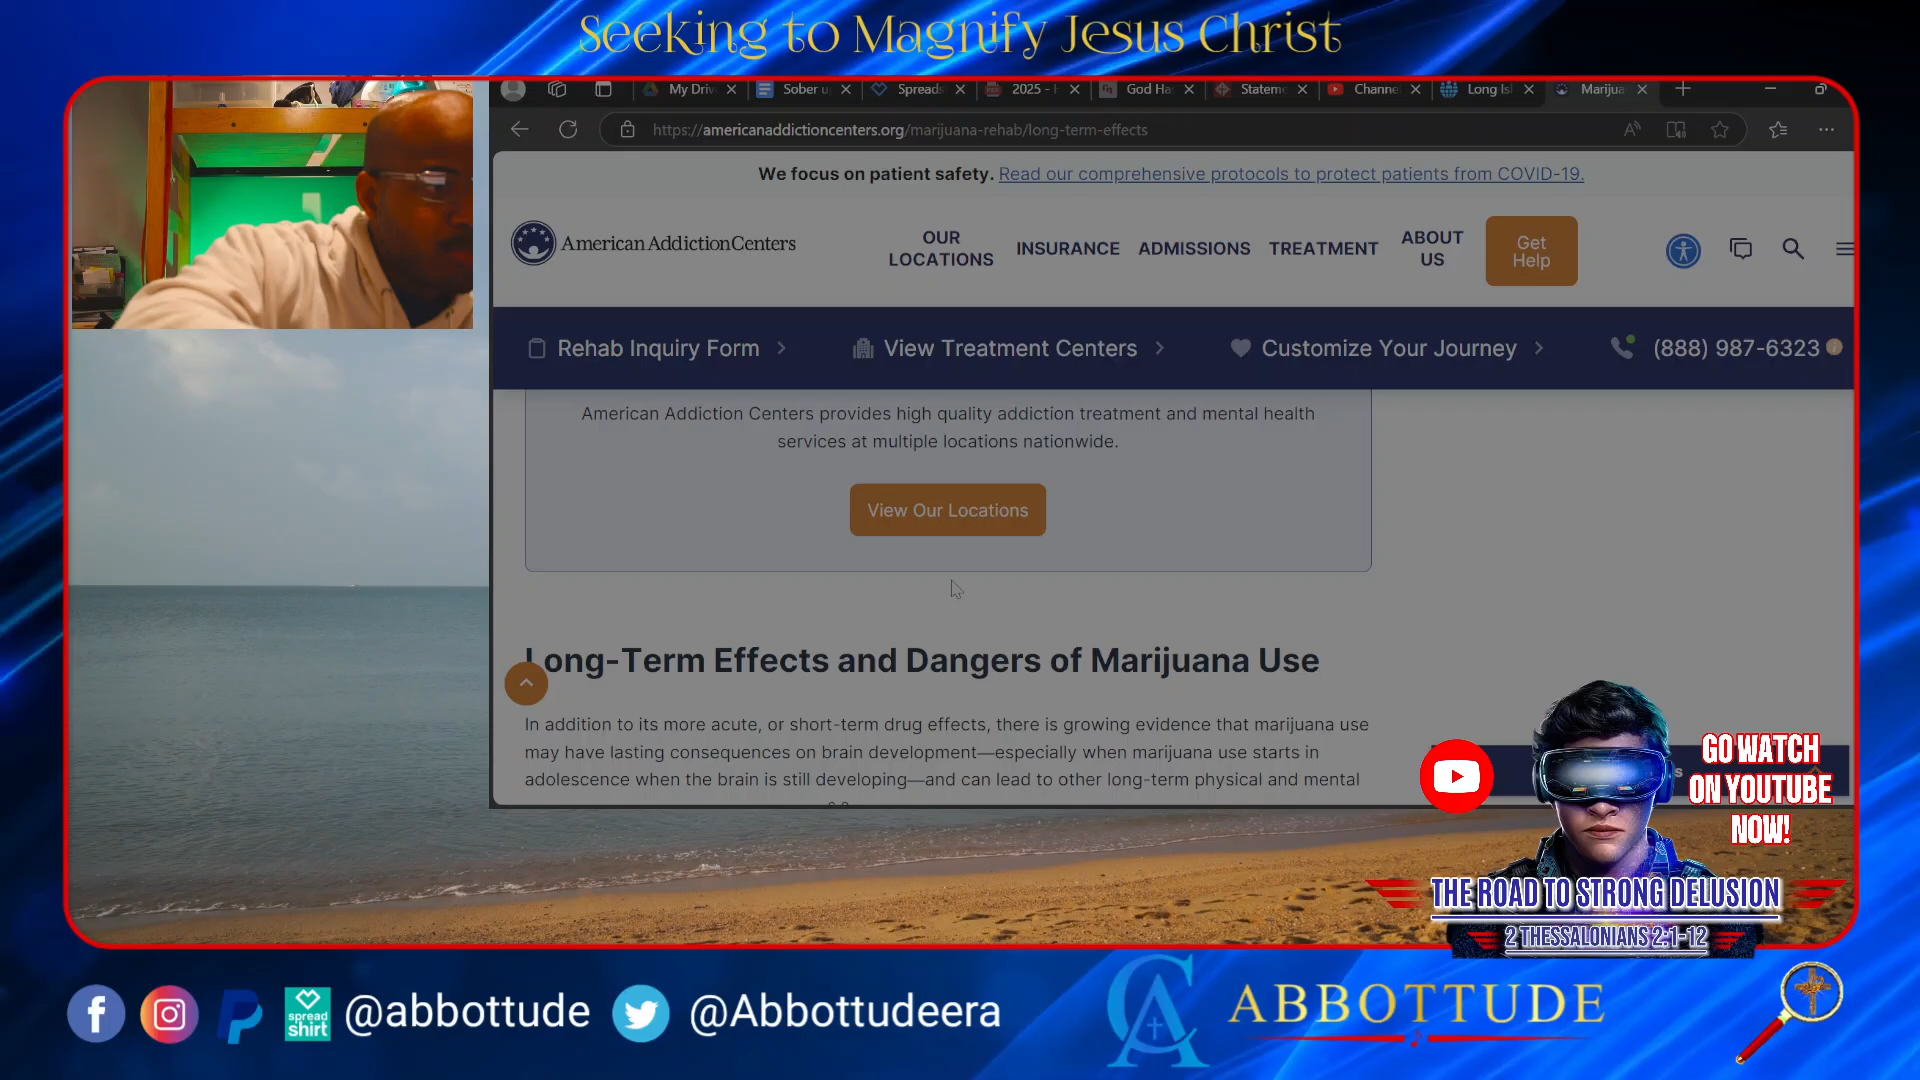 Seeking to Magnify Jesus Christ
My Driv
Sober u
Spreads
2025 - H
God Ha
Stateme
Channe
Long Is
Marijua
https://americanaddictioncenters.org/marijuana-rehab/long-term-effects
We focus on patient safety. Read our comprehensive protocols to protect patients from COVID-19.
American Addiction Centers
OUR LOCATIONS
INSURANCE
ADMISSIONS
TREATMENT
ABOUT US
Get Help
Rehab Inquiry Form
View Treatment Centers
Customize Your Journey
(888) 987-6323
American Addiction Centers provides high quality addiction treatment and mental health
services at multiple locations nationwide.
View Our Locations
Long-Term Effects and Dangers of Marijuana Use
In addition to its more acute, or short-term drug effects, there is growing evidence that marijuana use
may have lasting consequences on brain development—especially when marijuana use starts in
adolescence when the brain is still developing—and can lead to other long-term physical and mental
GO WATCH
ON YOUTUBE
NOW!
THE ROAD TO STRONG DELUSION
2 THESSALONIANS 2:1-12
spread
shirt
@abbottude
@Abbottudeera
CA
ABBOTTUDE